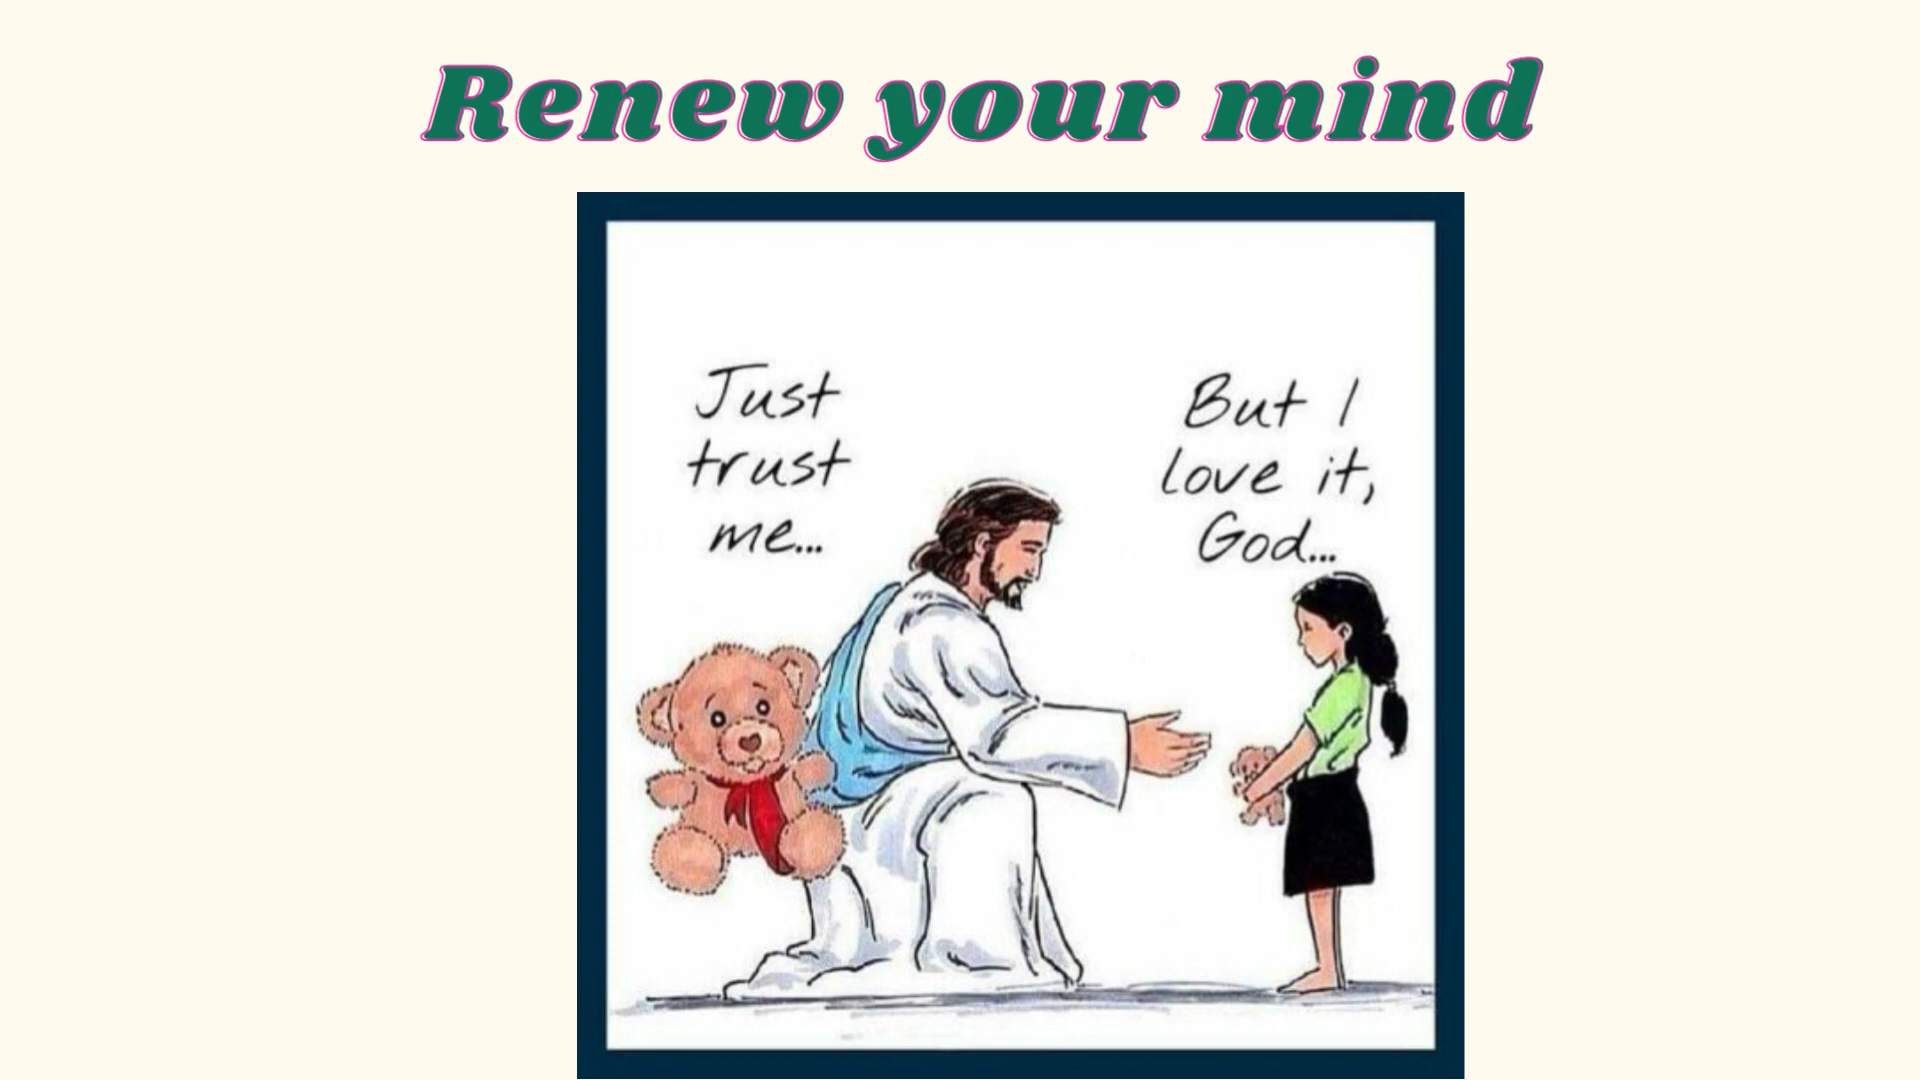 Renew your mind
Just
trust
me...
But I
love it,
God...